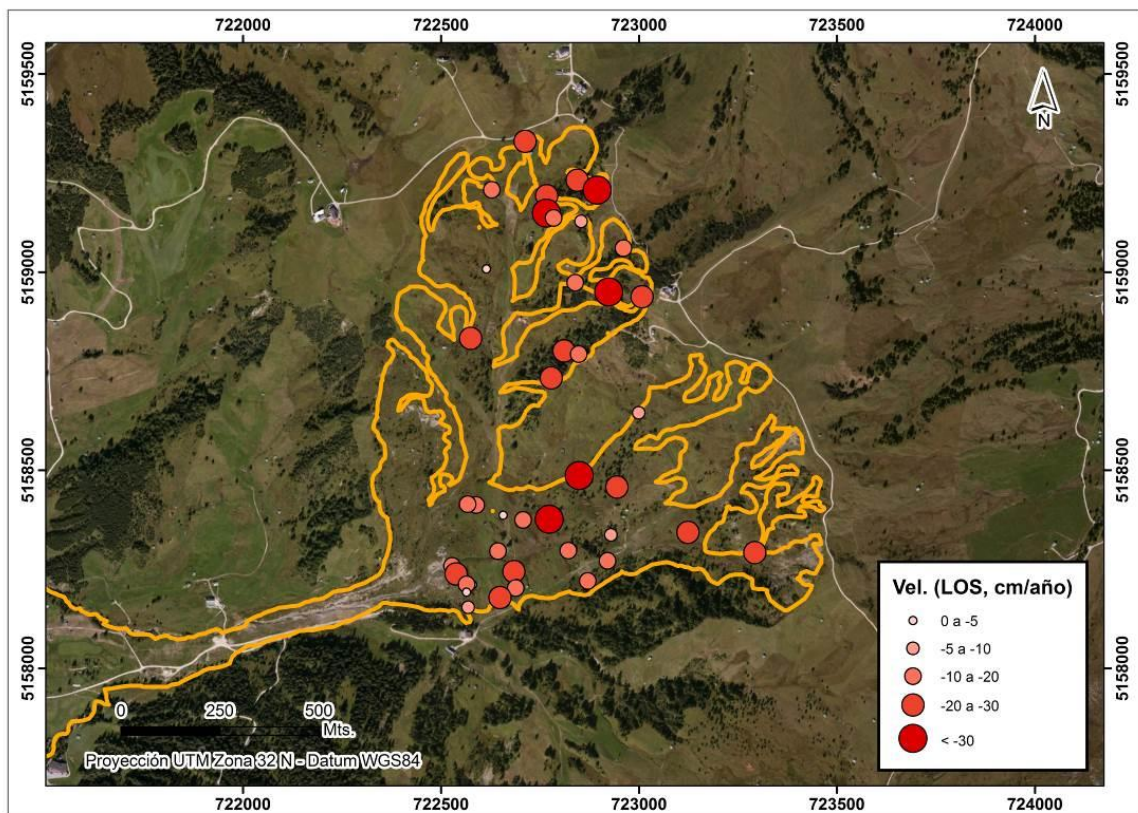 722000 722500 723000 723500 724000
5159500 5159500
N
5159000 5159000
5158500 5158500
Vel. (LOS, cm/año)
0 a -5
-5 a -10
-10 a -20
-20 a -30
< -30
5158000 5158000
0 250 500
Mts.
Proyección UTM Zona 32 N - Datum WGS84
722000 722500 723000 723500 724000